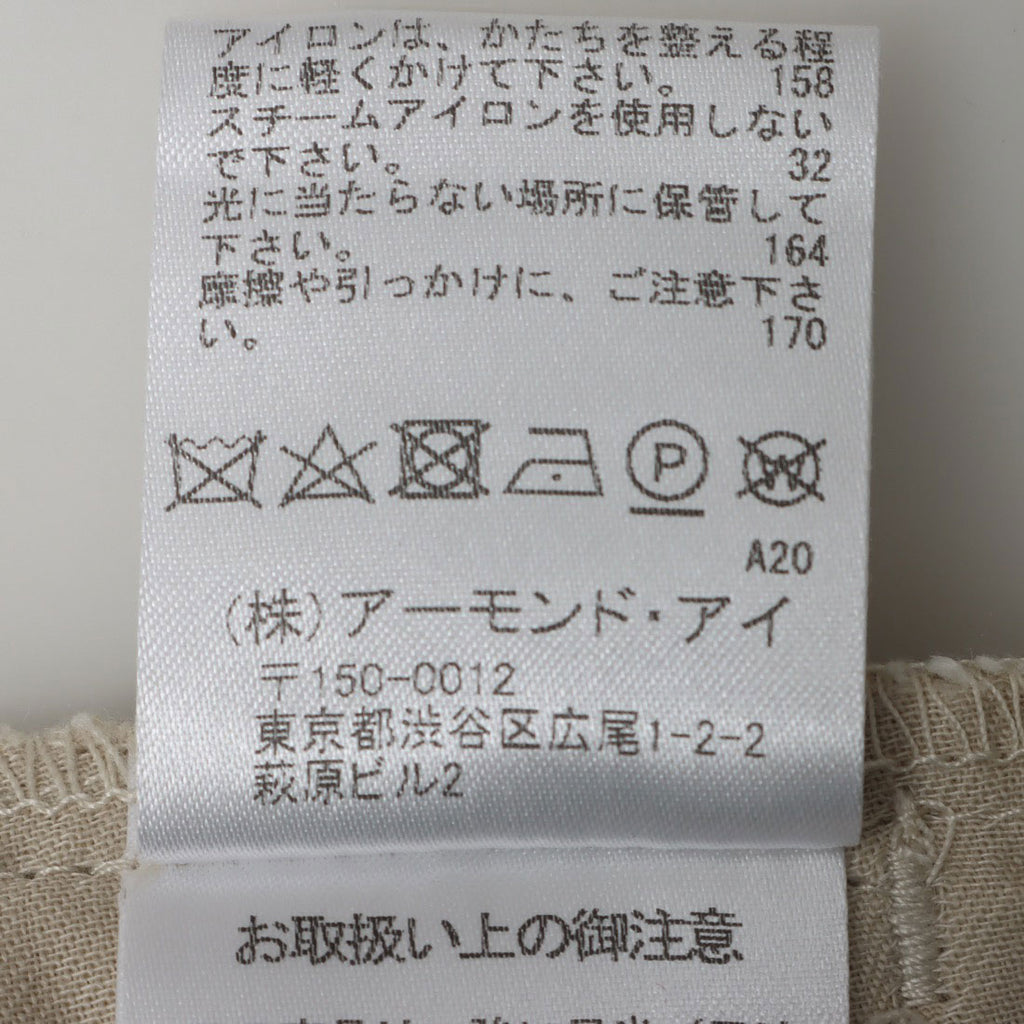 アイロンは、かたちを整える程
度に軽くかけて下さい。 158
スチームアイロンを使用しない
で下さい。 32
光に当たらない場所に保管して
下さい。 164
摩擦や引っかけに、ご注意下さ
い。 170
P
W
A20
(株)アーモンド・アイ
〒150-0012
東京都渋谷区広尾1-2-2
萩原ビル2
お取扱い上の御注意